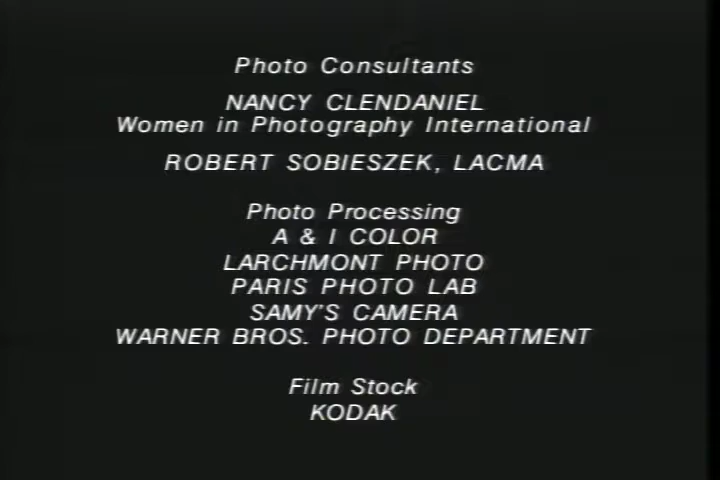 Photo Consultants
NANCY CLENDANIEL
Women in Photography International
ROBERT SOBIESZEK, LACMA
Photo Processing
A & I COLOR
LARCHMONT PHOTO
PARIS PHOTO LAB
SAMY'S CAMERA
WARNER BROS. PHOTO DEPARTMENT
Film Stock
KODAK